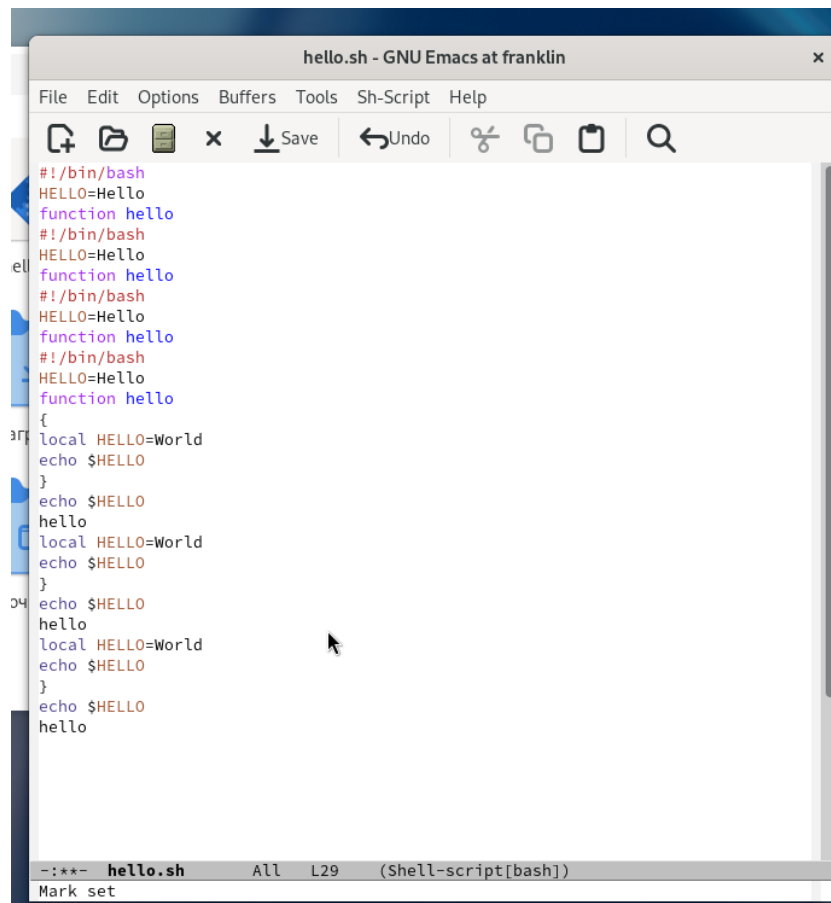 hello.sh - GNU Emacs at franklin
File Edit Options Buffers Tools Sh-Script Help
Save Undo
#!/bin/bash
HELLO=Hello
function hello
#!/bin/bash
HELLO=Hello
function hello
#!/bin/bash
HELLO=Hello
function hello
#!/bin/bash
HELLO=Hello
function hello
{
local HELLO=World
echo $HELLO
}
echo $HELLO
hello
local HELLO=World
echo $HELLO
}
echo $HELLO
hello
local HELLO=World
echo $HELLO
}
echo $HELLO
hello
-:**- hello.sh All L29 (Shell-script[bash])
Mark set